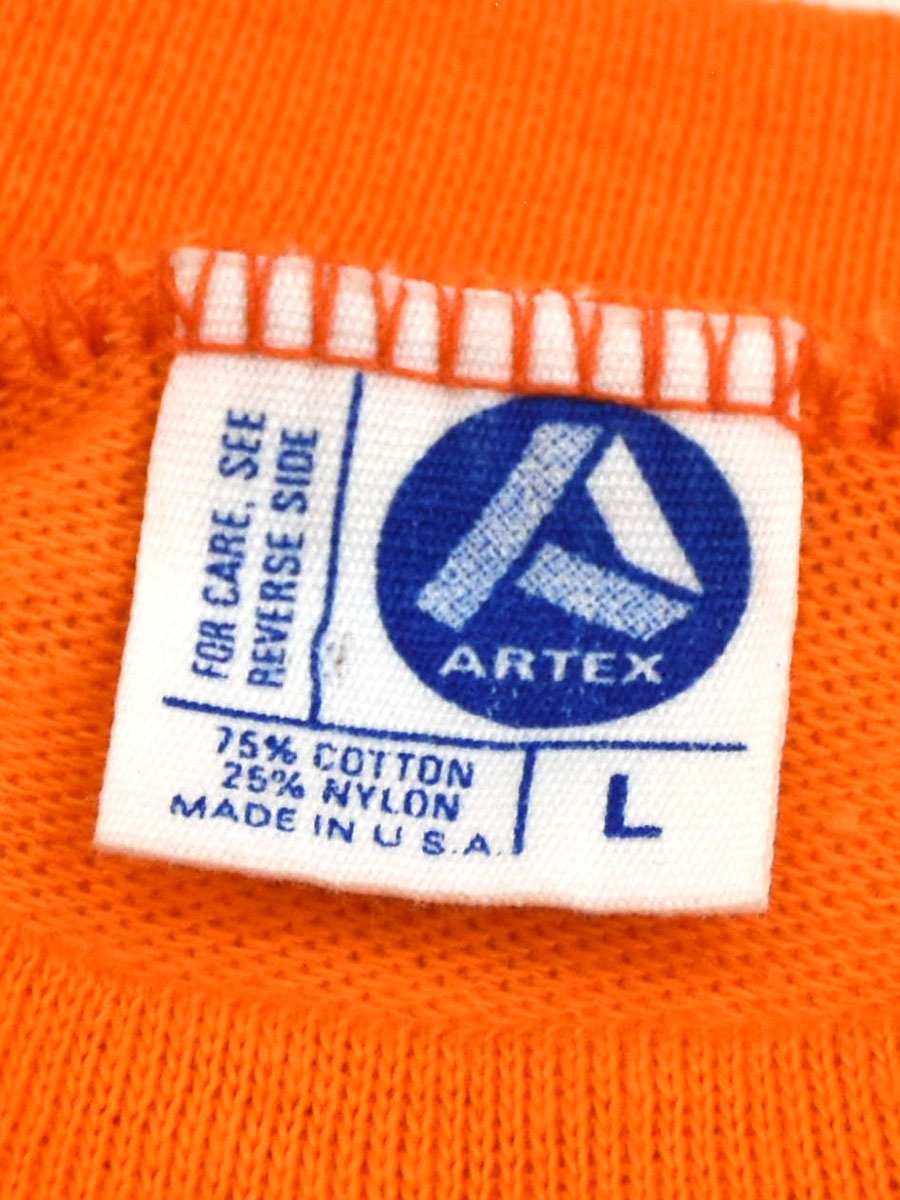 FOR CARE, SEE
REVERSE SIDE
ARTEX
75% COTTON
25% NYLON
MADE IN U.S.A.
L